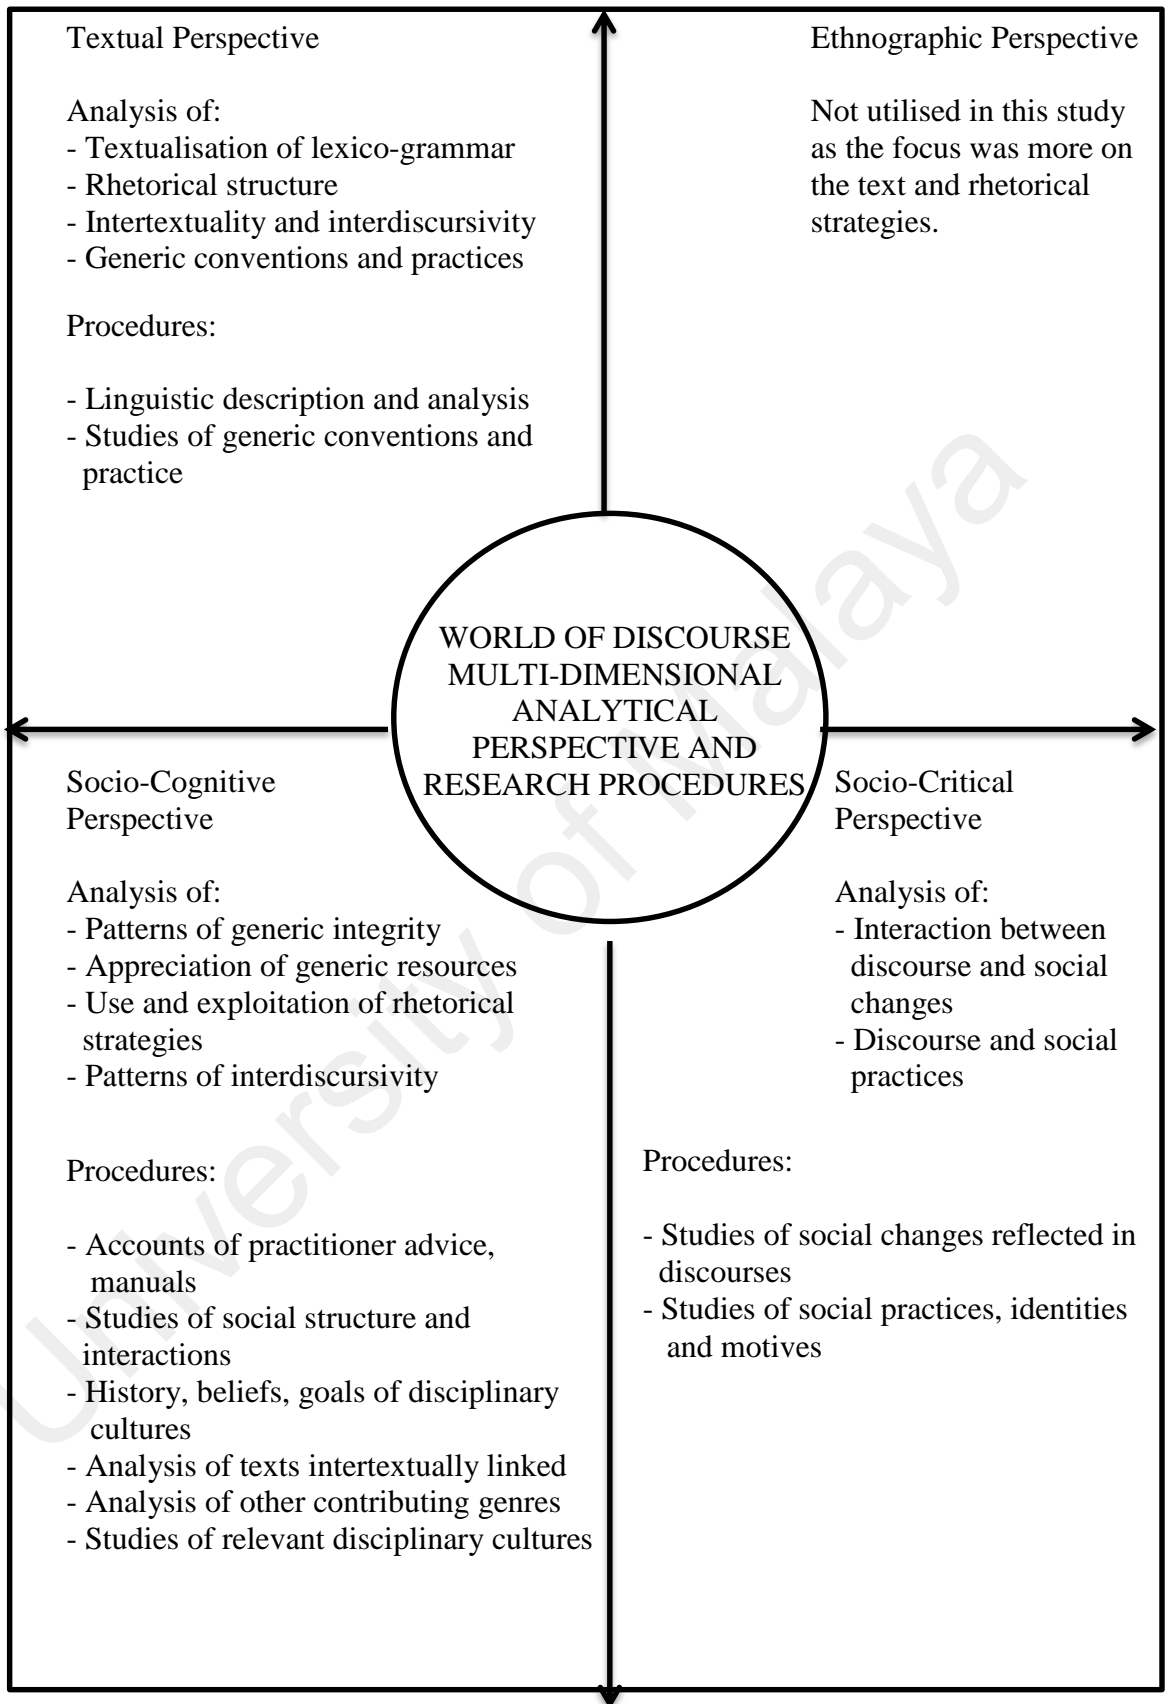 Textual Perspective
Analysis of:
- Textualisation of lexico-grammar
- Rhetorical structure
- Intertextuality and interdiscursivity
- Generic conventions and practices
Procedures:
- Linguistic description and analysis
- Studies of generic conventions and
practice
Ethnographic Perspective
Not utilised in this study
as the focus was more on
the text and rhetorical
strategies.
WORLD OF DISCOURSE
MULTI-DIMENSIONAL
ANALYTICAL
PERSPECTIVE AND
RESEARCH PROCEDURES
Socio-Cognitive
Perspective
Analysis of:
- Patterns of generic integrity
- Appreciation of generic resources
- Use and exploitation of rhetorical
strategies
- Patterns of interdiscursivity
Procedures:
- Accounts of practitioner advice,
manuals
- Studies of social structure and
interactions
- History, beliefs, goals of disciplinary
cultures
- Analysis of texts intertextually linked
- Analysis of other contributing genres
- Studies of relevant disciplinary cultures
Socio-Critical
Perspective
Analysis of:
- Interaction between
discourse and social
changes
- Discourse and social
practices
Procedures:
- Studies of social changes reflected in
discourses
- Studies of social practices, identities
and motives
University of Malaya